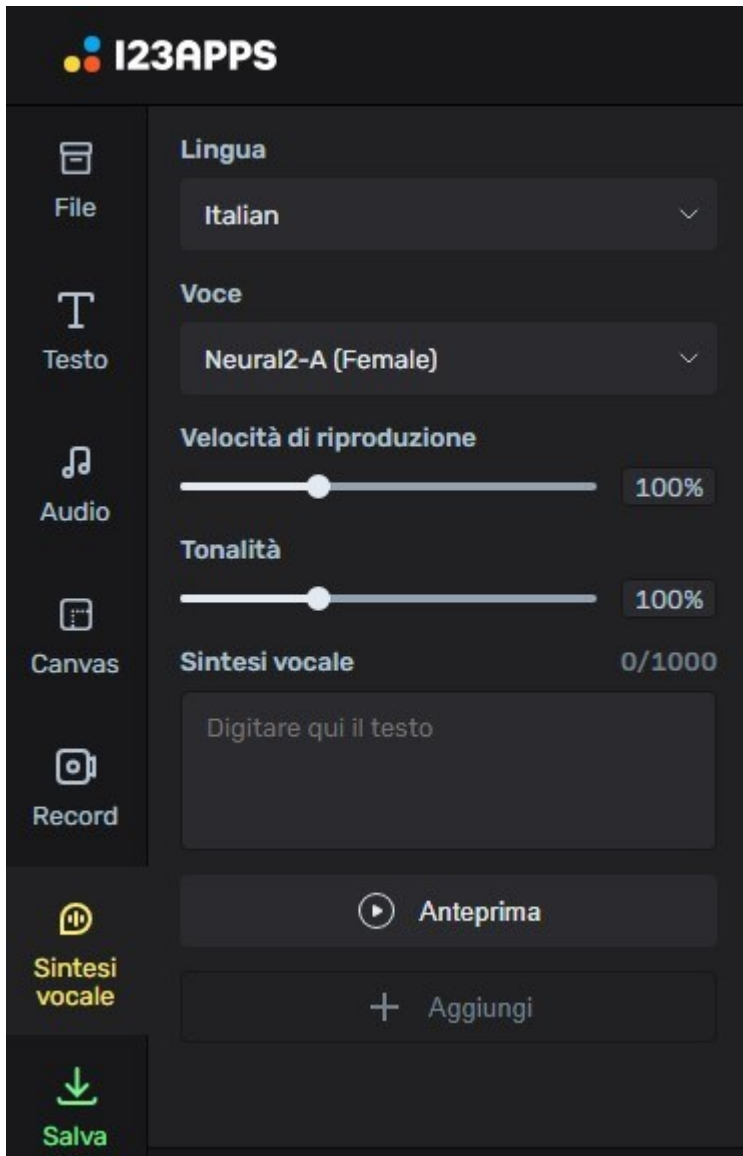 123APPS
File
Testo
Audio
Canvas
Record
Sintesi
vocale
Salva
Lingua
Italian
Voce
Neural2-A (Female)
Velocità di riproduzione
100%
Tonalità
100%
Sintesi vocale 0/1000
Digitare qui il testo
Anteprima
Aggiungi